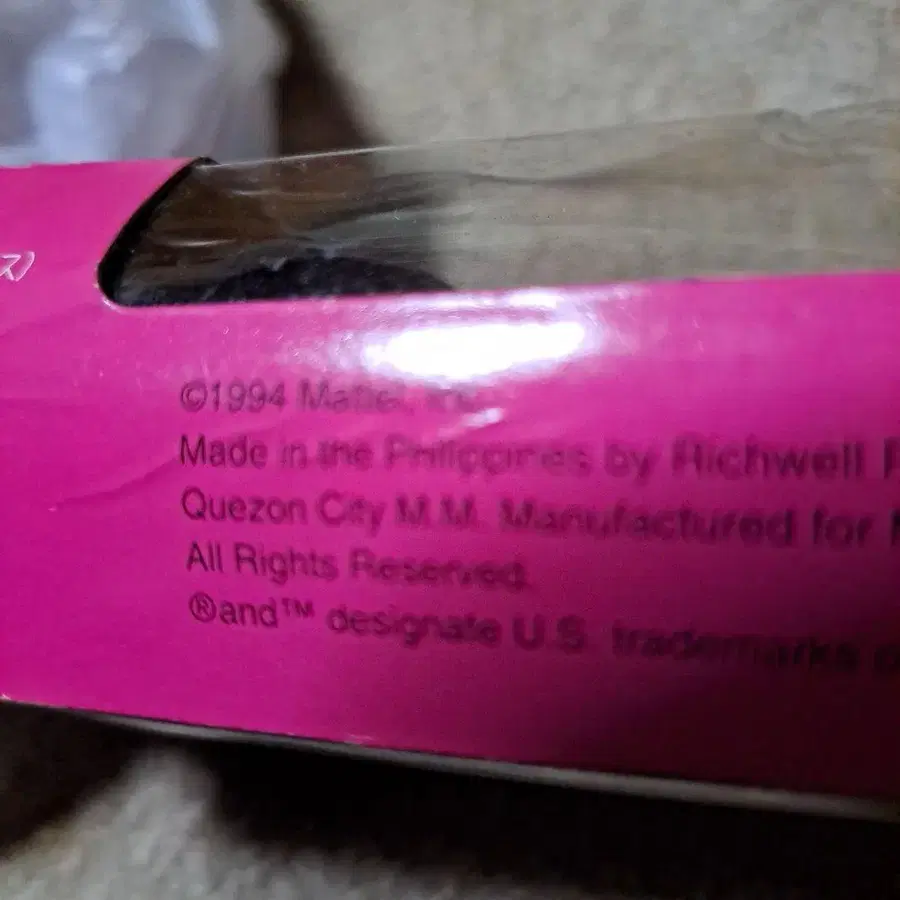 ス)
©1994 Mattel, Inc.
Made in the Philippines by Richwell
Quezon City M.M. Manufactured for
All Rights Reserved.
®and™ designate U.S. trademarks